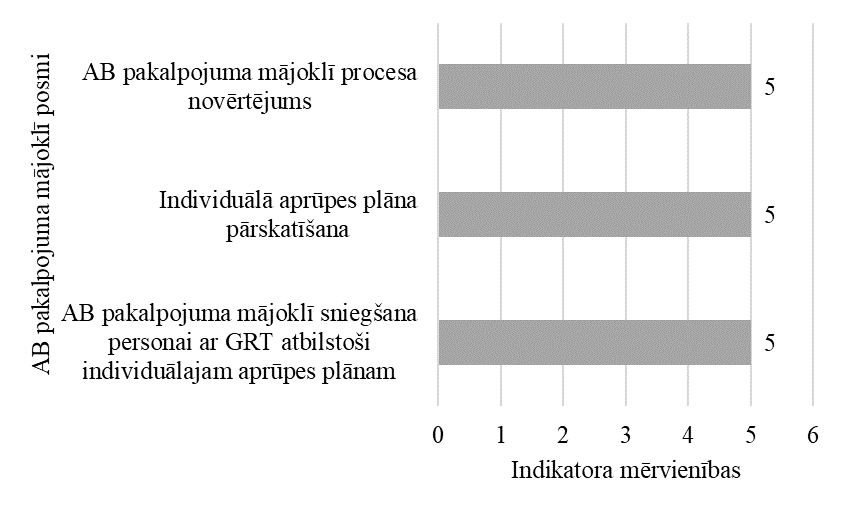 AB pakalpojuma mājoklī posmi
AB pakalpojuma mājoklī procesa
novērtējums
5
Individuālā aprūpes plāna
pārskatīšana
5
AB pakalpojuma mājoklī sniegšana
personai ar GRT atbilstoši
individuālajam aprūpes plānam
5
0 1 2 3 4 5 6
Indikatora mērvienības